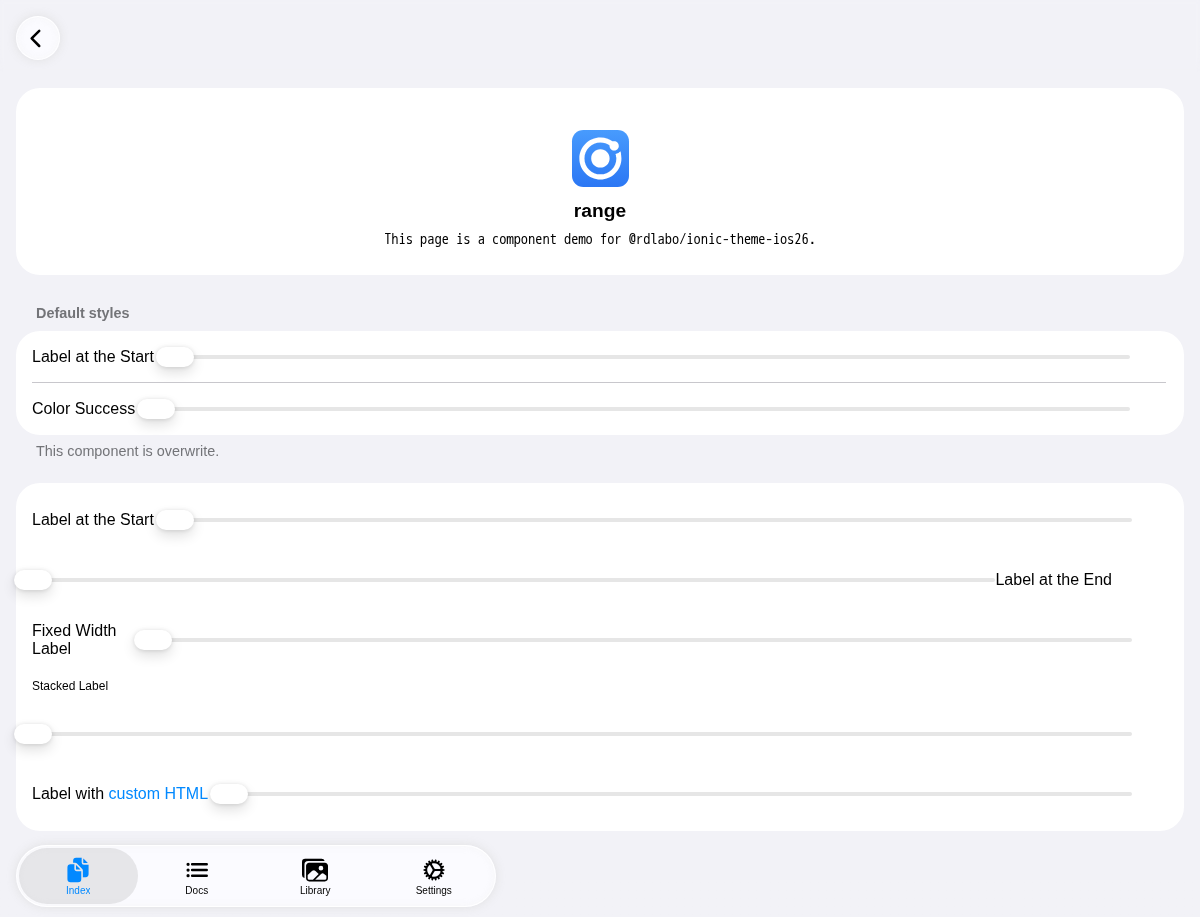 range
This page is a component demo for @rdlabo/ionic-theme-ios26.
Default styles
Label at the Start
Color Success
This component is overwrite.
Label at the Start
Label at the End
Fixed Width
Label
Stacked Label
Label with custom HTML
Index
Docs
Library
Settings